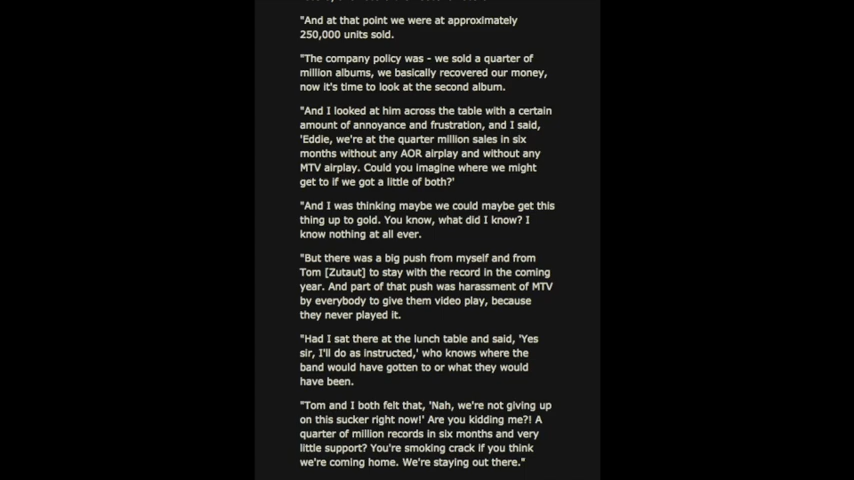 "And at that point we were at approximately
250,000 units sold.
"The company policy was - we sold a quarter of
million albums, we basically recovered our money,
now it's time to look at the second album.
"And I looked at him across the table with a certain
amount of annoyance and frustration, and I said,
'Eddie, we're at the quarter million sales in six
months without any AOR airplay and without any
MTV airplay. Could you imagine where we might
get to if we got a little of both?'
"And I was thinking maybe we could maybe get this
thing up to gold. You know, what did I know? I
know nothing at all ever.
"But there was a big push from myself and from
Tom [Zutaut] to stay with the record in the coming
year. And part of that push was harassment of MTV
by everybody to give them video play, because
they never played it.
"Had I sat there at the lunch table and said, 'Yes
sir, I'll do as instructed,' who knows where the
band would have gotten to or what they would
have been.
"Tom and I both felt that, 'Nah, we're not giving up
on this sucker right now!' Are you kidding me?! A
quarter of million records in six months and very
little support? You're smoking crack if you think
we're coming home. We're staying out there."